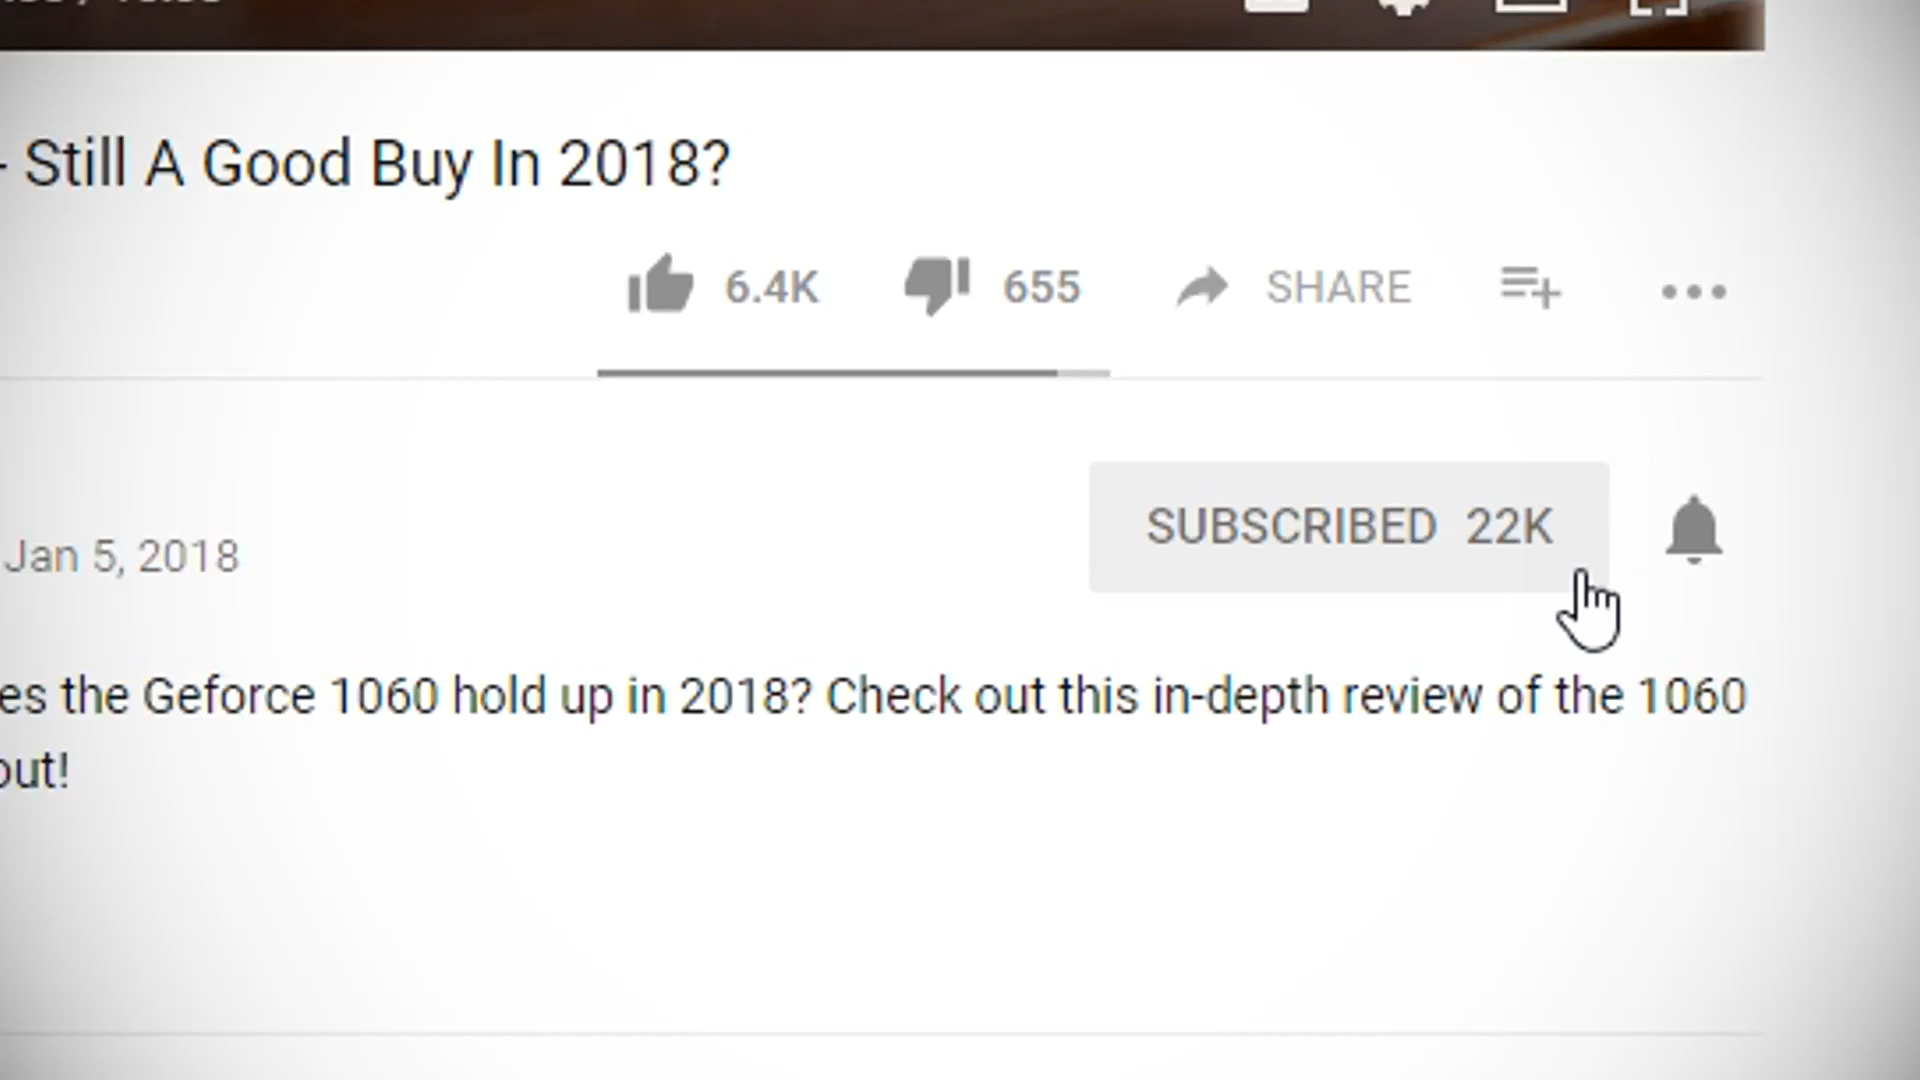 - Still A Good Buy In 2018?
6.4K 655 SHARE
SUBSCRIBED 22K
Jan 5, 2018
es the Geforce 1060 hold up in 2018? Check out this in-depth review of the 1060
out!